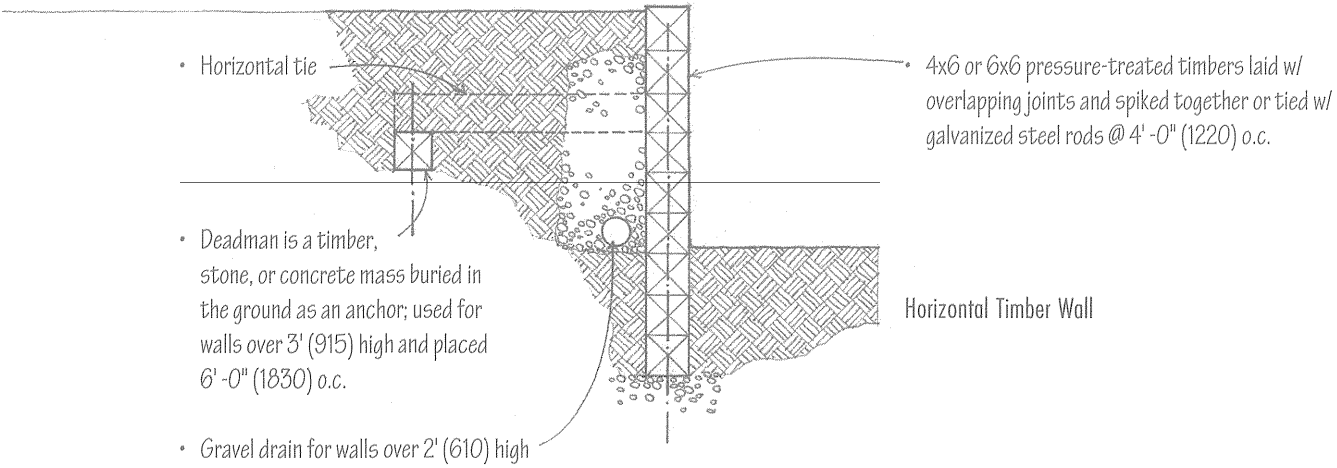 • Horizontal tie
• 4x6 or 6x6 pressure-treated timbers laid w/
overlapping joints and spiked together or tied w/
galvanized steel rods @ 4' -0" (1220) o.c.
• Deadman is a timber,
stone, or concrete mass buried in
the ground as an anchor; used for
walls over 3' (915) high and placed
6' -0" (1830) o.c.
Horizontal Timber Wall
• Gravel drain for walls over 2' (610) high